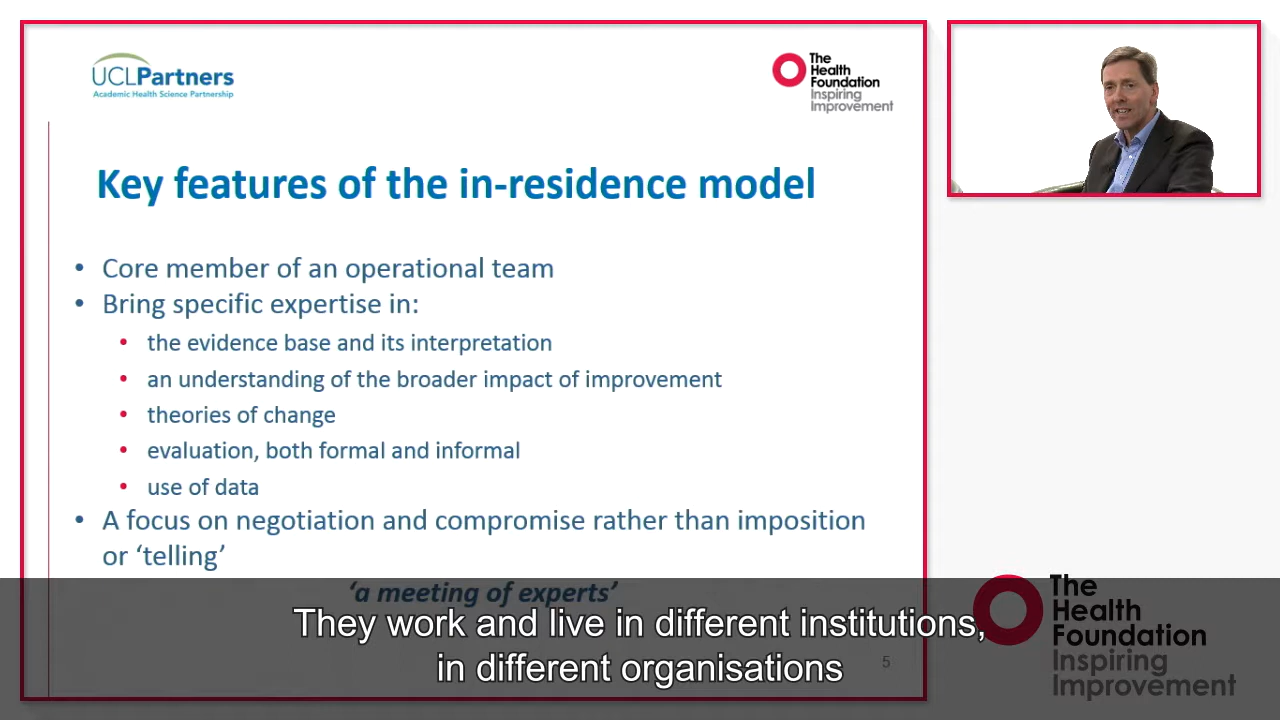 UCLPartners
Academic Health Science Partnership
The
Health
Foundation
Inspiring
Improvement
Key features of the in-residence model
• Core member of an operational team
• Bring specific expertise in:
• the evidence base and its interpretation
• an understanding of the broader impact of improvement
• theories of change
• evaluation, both formal and informal
• use of data
• A focus on negotiation and compromise rather than imposition
or ‘telling’
‘a meeting of experts’
They work and live in different institutions,
in different organisations
5
The
Health
Foundation
Inspiring
Improvement